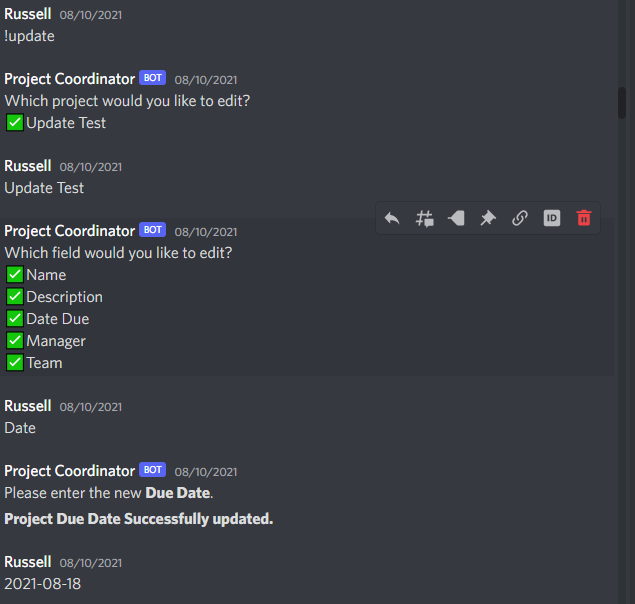 Russell 08/10/2021
!update
Project Coordinator BOT 08/10/2021
Which project would you like to edit?
✅ Update Test
Russell 08/10/2021
Update Test
Project Coordinator BOT 08/10/2021
ID
Which field would you like to edit?
✅ Name
✅ Description
✅ Date Due
✅ Manager
✅ Team
Russell 08/10/2021
Date
Project Coordinator BOT 08/10/2021
Please enter the new Due Date.
Project Due Date Successfully updated.
Russell 08/10/2021
2021-08-18